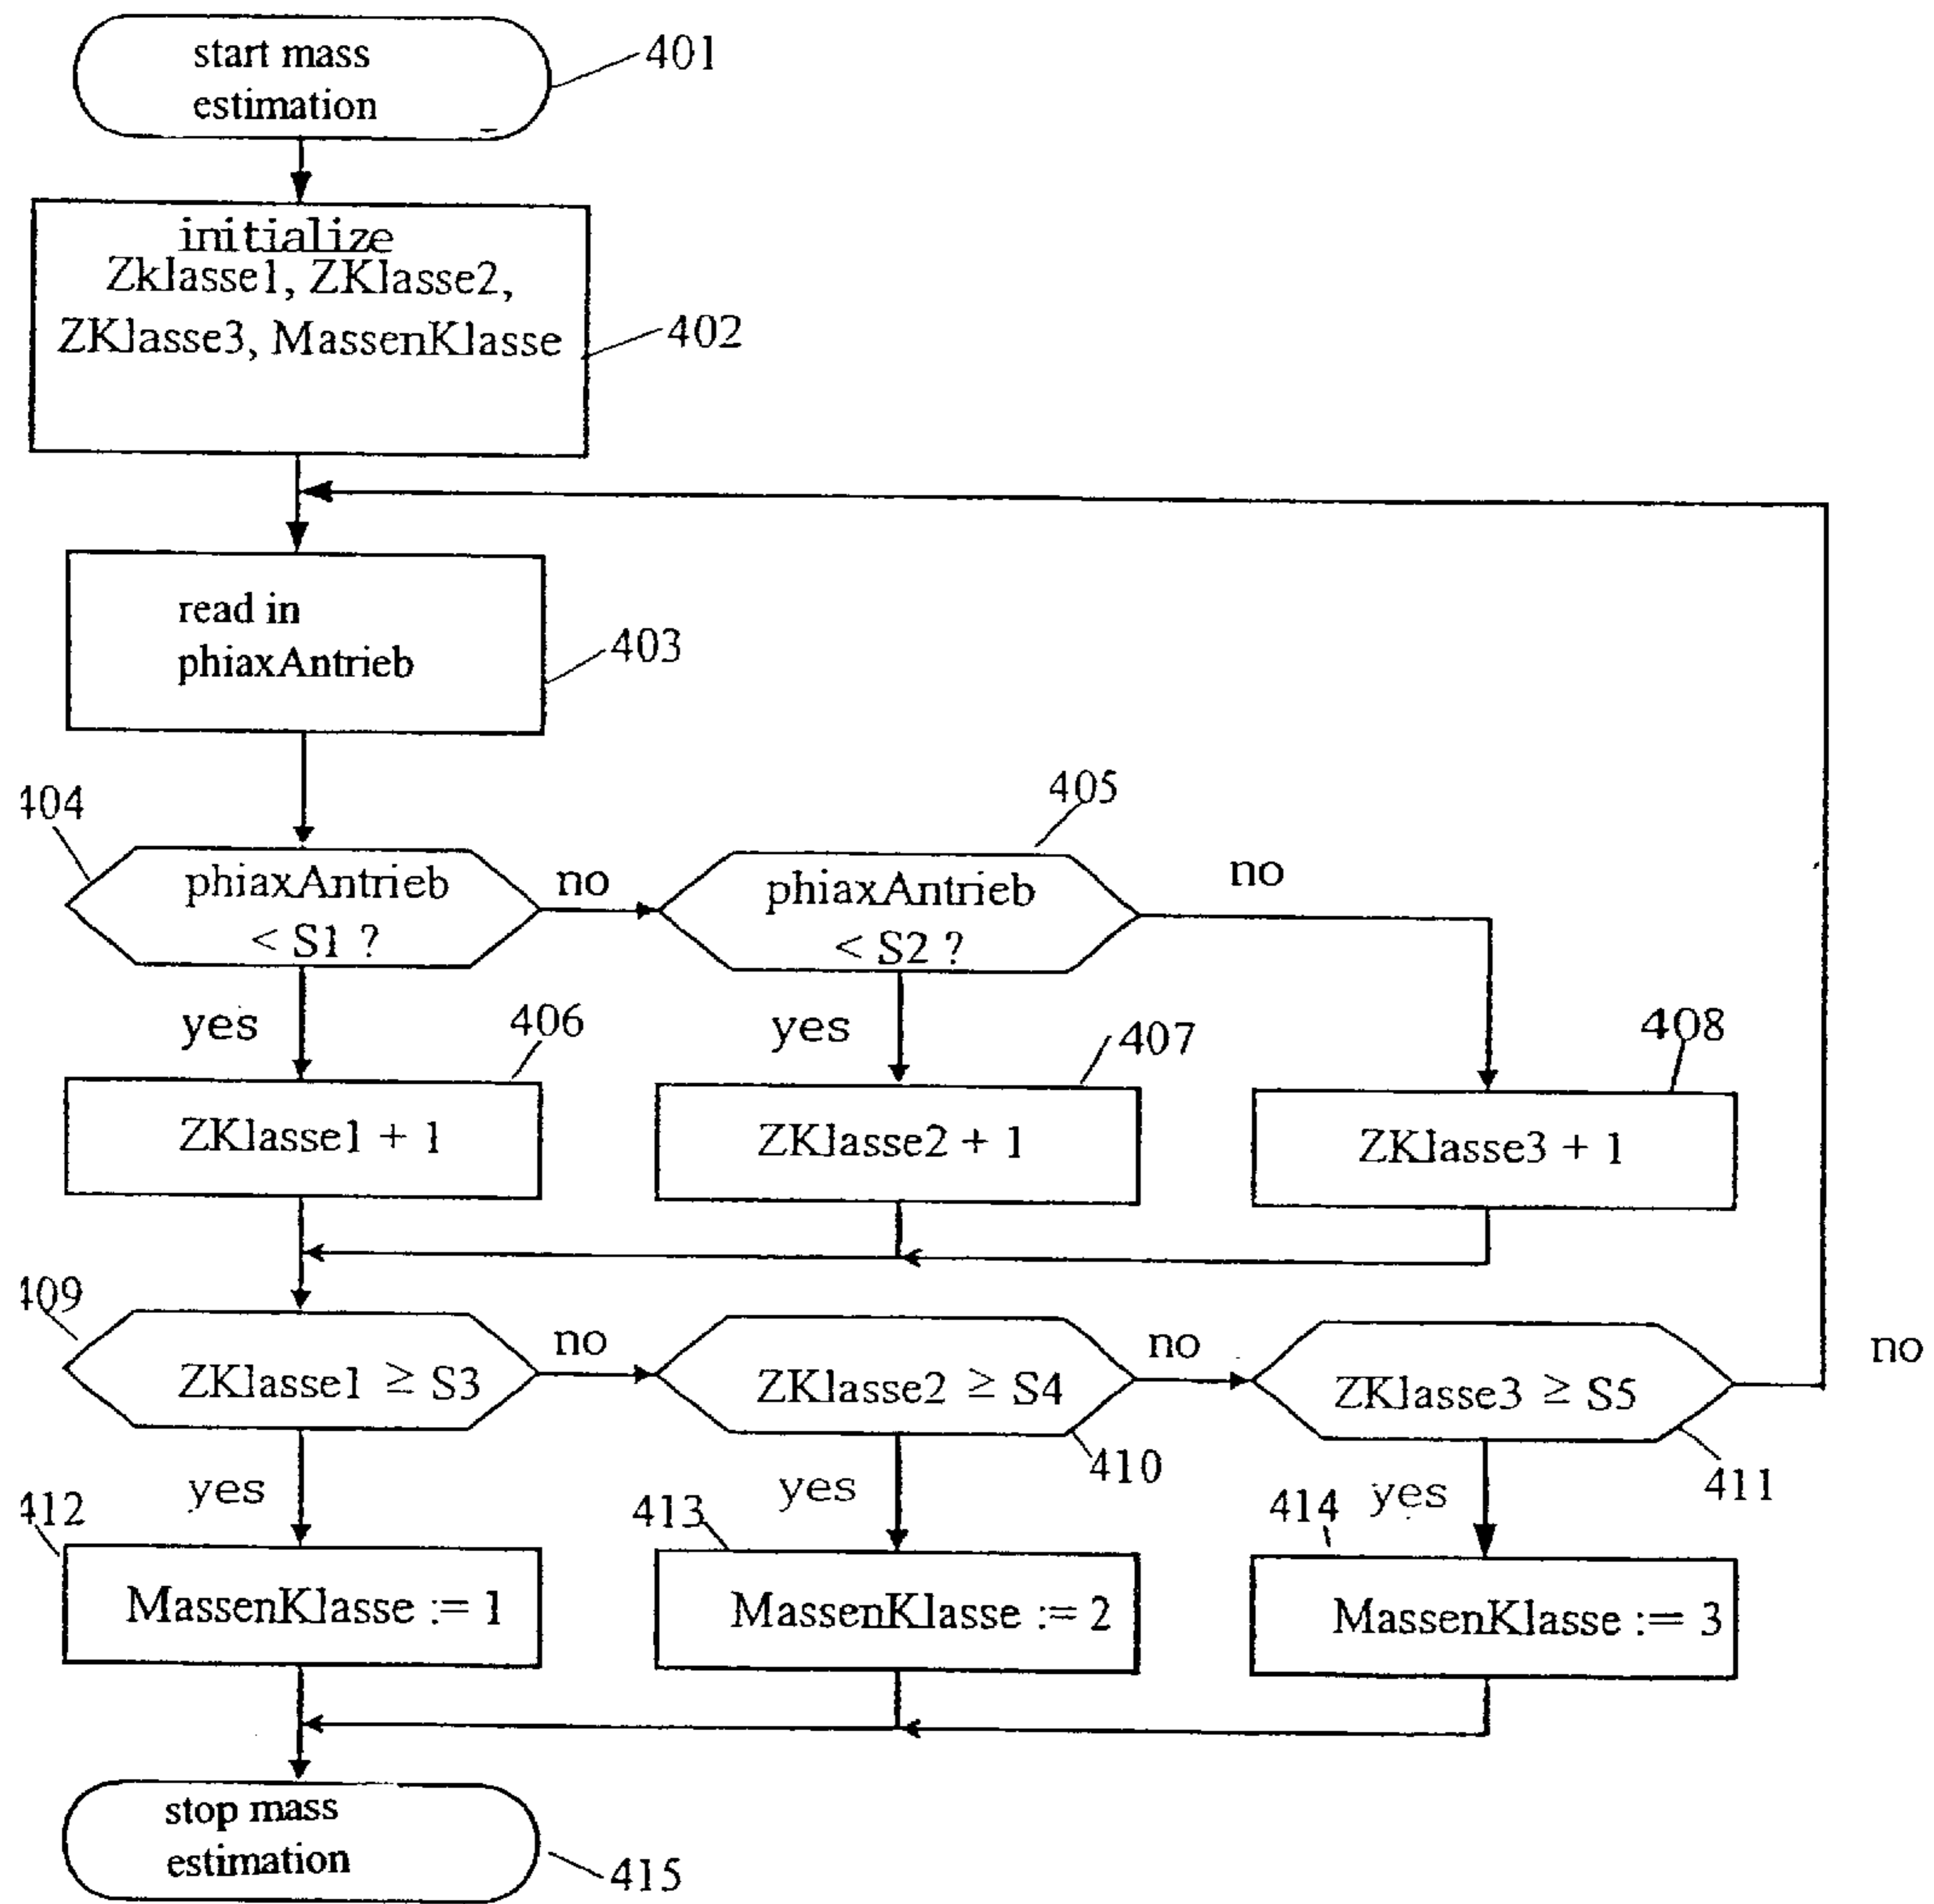 start mass
estimation
401
initialize
Zklasse1, ZKlasse2,
ZKlasse3, MassenKlasse
402
read in
phiaxAntrieb
403
404
phiaxAntrieb
< S1 ?
no
405
phiaxAntrieb
< S2 ?
no
yes
406
yes
407
408
ZKlasse1 + 1
ZKlasse2 + 1
ZKlasse3 + 1
409
ZKlasse1 ≥ S3
no
ZKlasse2 ≥ S4
410
no
ZKlasse3 ≥ S5
411
no
yes
yes
yes
412
413
414
MassenKlasse := 1
MassenKlasse := 2
MassenKlasse := 3
stop mass
estimation
415